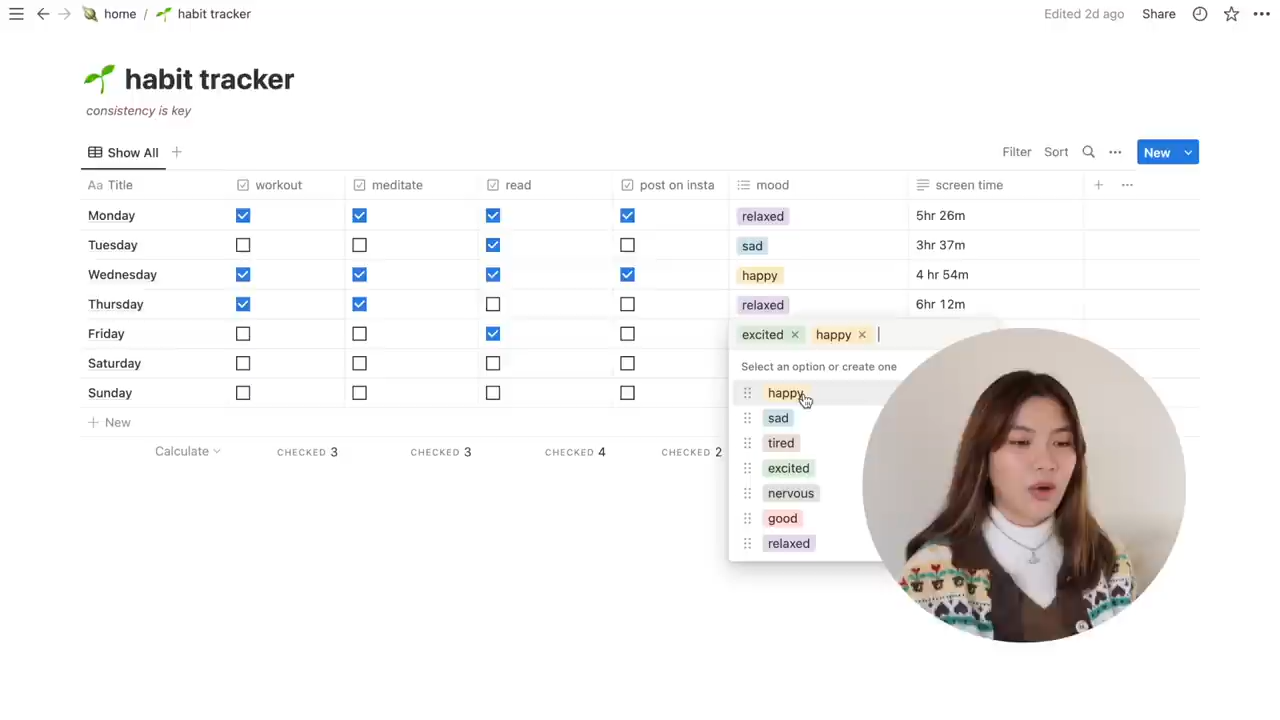 home / habit tracker Edited 2d ago Share
habit tracker
consistency is key
Show All Filter Sort New
Aa Title workout meditate read post on insta mood screen time
Monday relaxed 5hr 26m
Tuesday sad 3hr 37m
Wednesday happy 4 hr 54m
Thursday relaxed 6hr 12m
Friday excited happy
Saturday Select an option or create one
Sunday happy
New
sad
Calculate CHECKED 3 CHECKED 3 CHECKED 4 CHECKED 2
tired
excited
nervous
good
relaxed